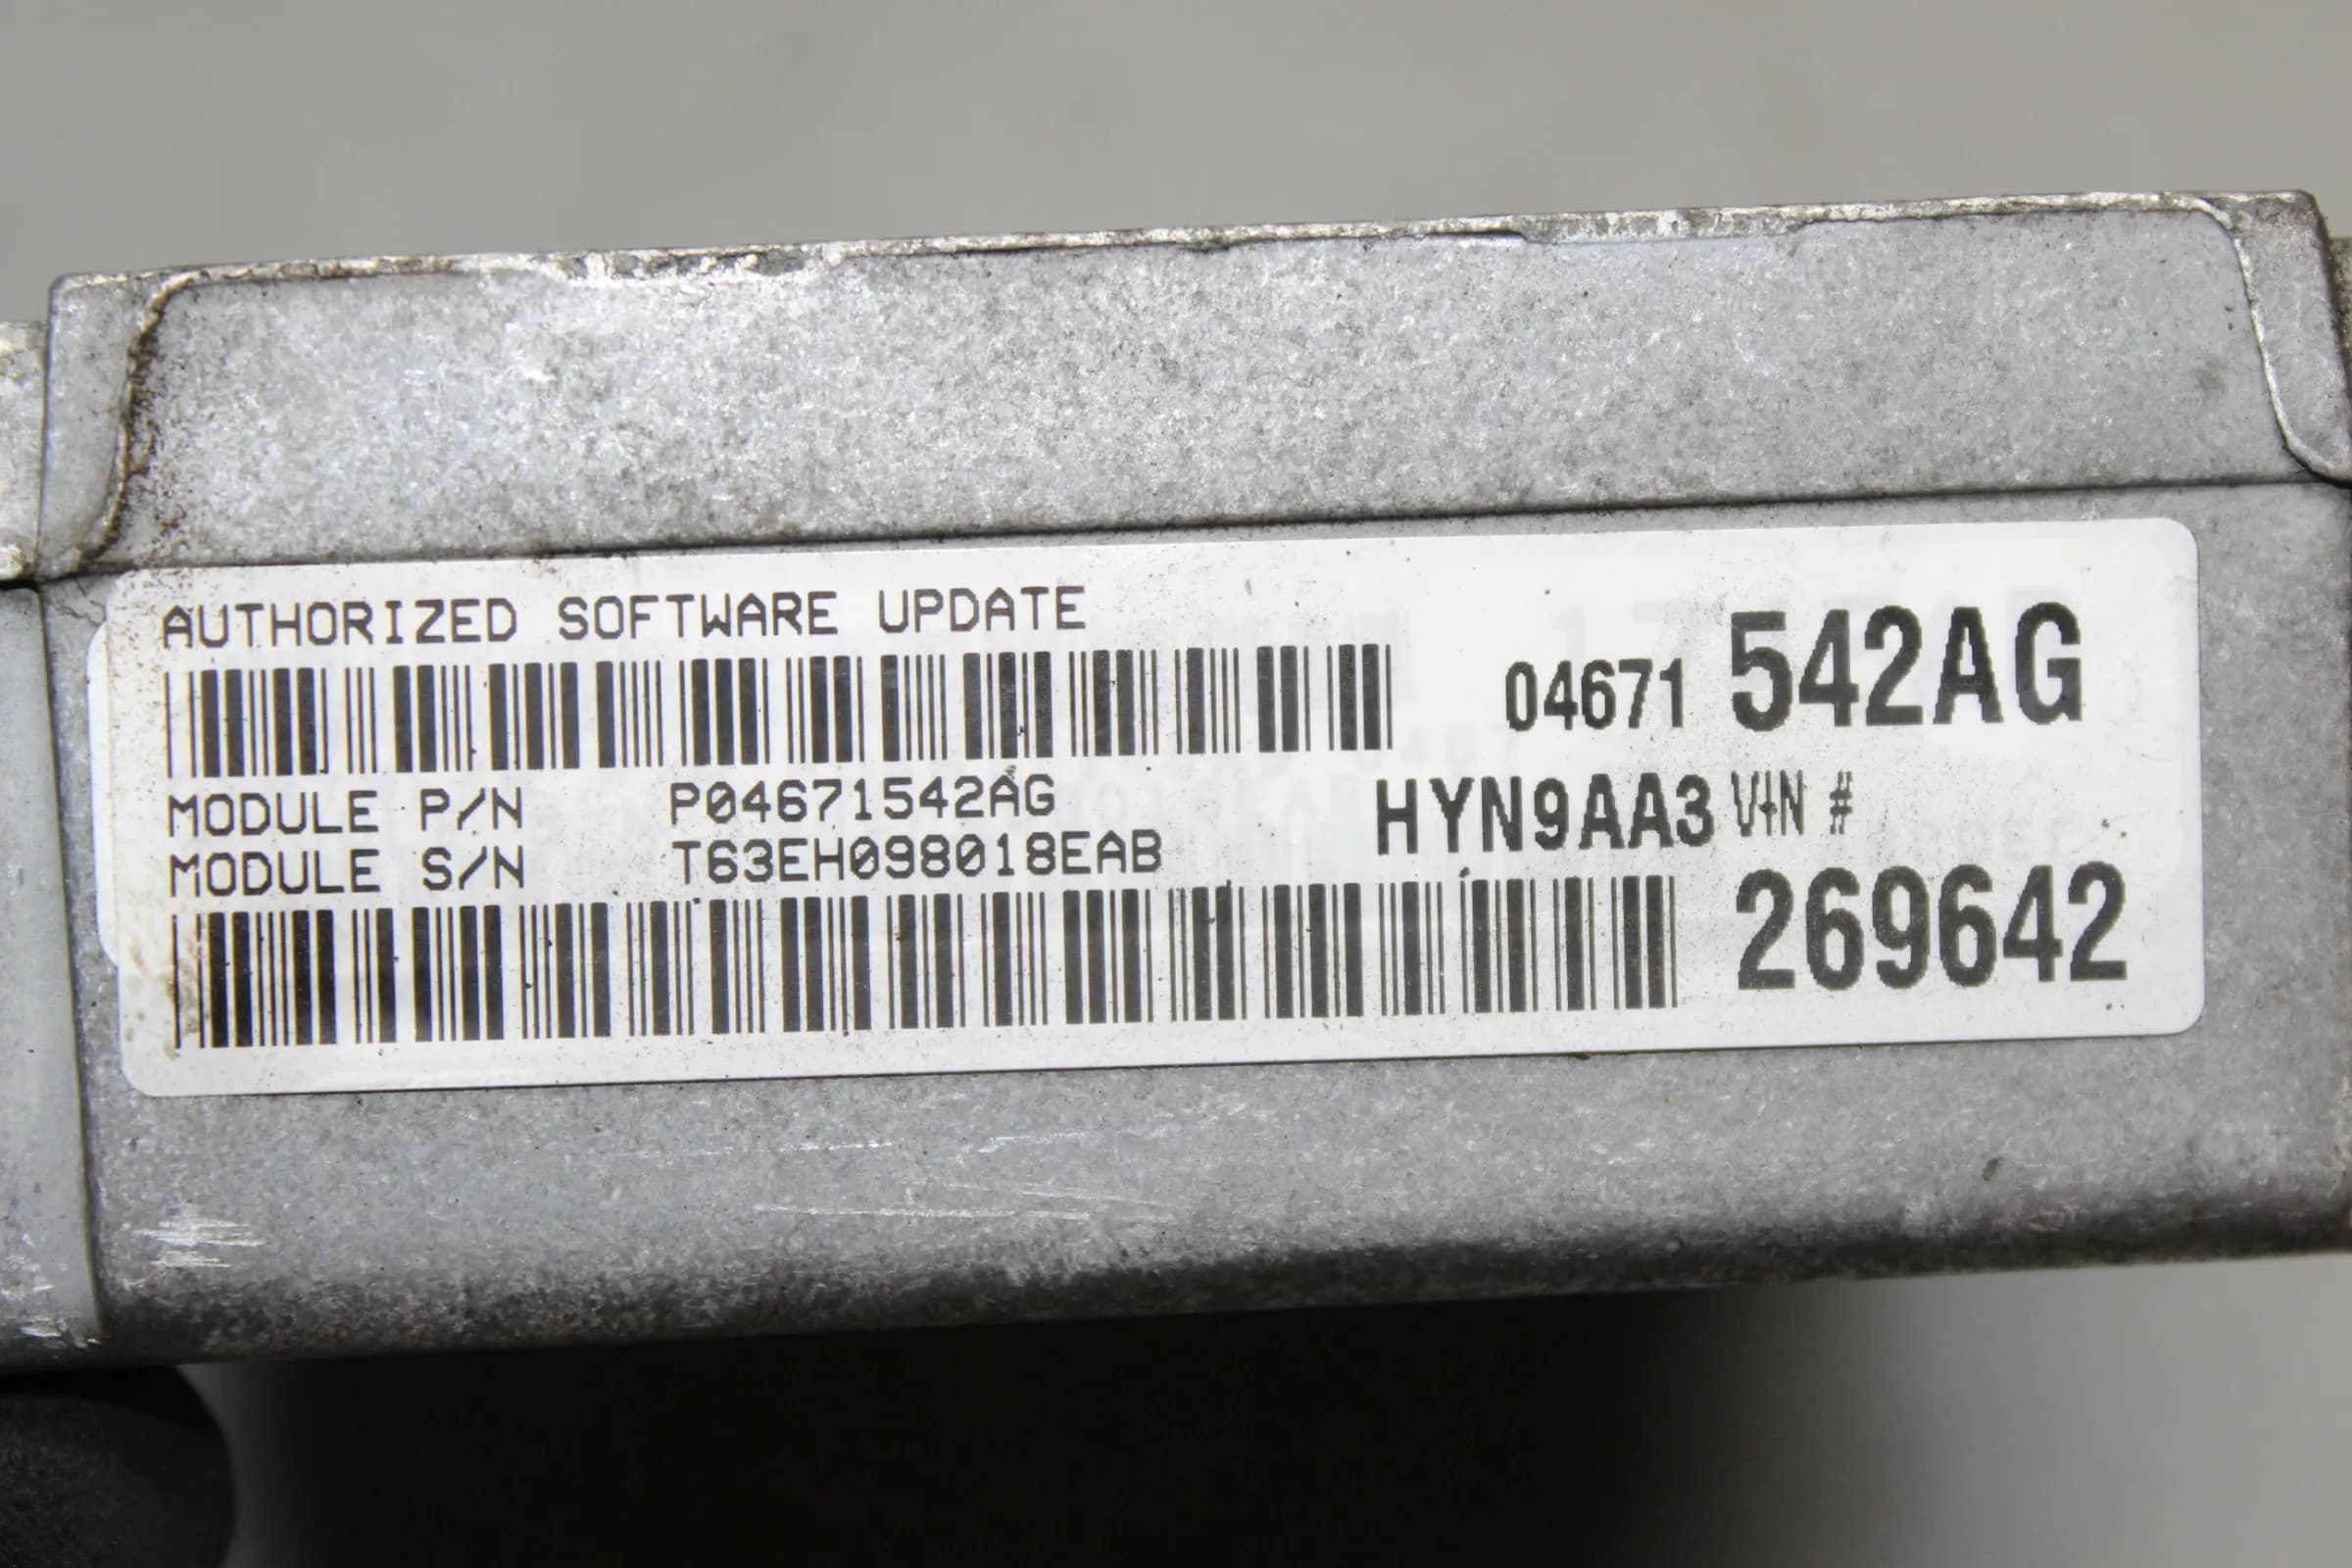 AUTHORIZED SOFTWARE UPDATE
04671 542AG
MODULE P/N P04671542AG
HYN9AA3 VIN #
MODULE S/N T63EH098018EAB
269642